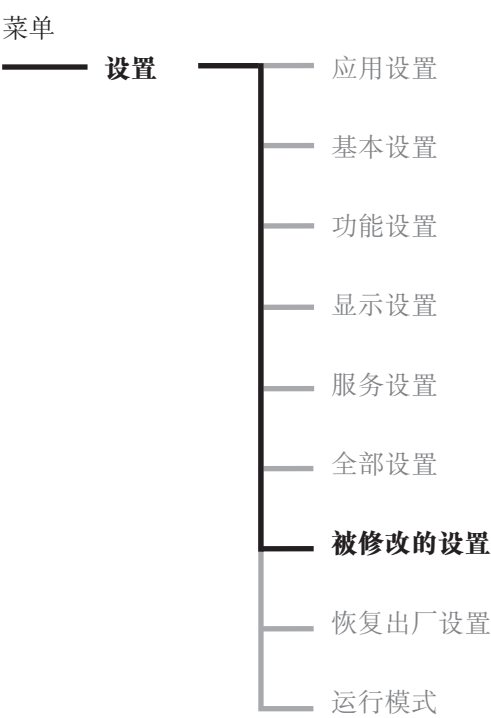 菜单
设置
应用设置
基本设置
功能设置
显示设置
服务设置
全部设置
被修改的设置
恢复出厂设置
运行模式